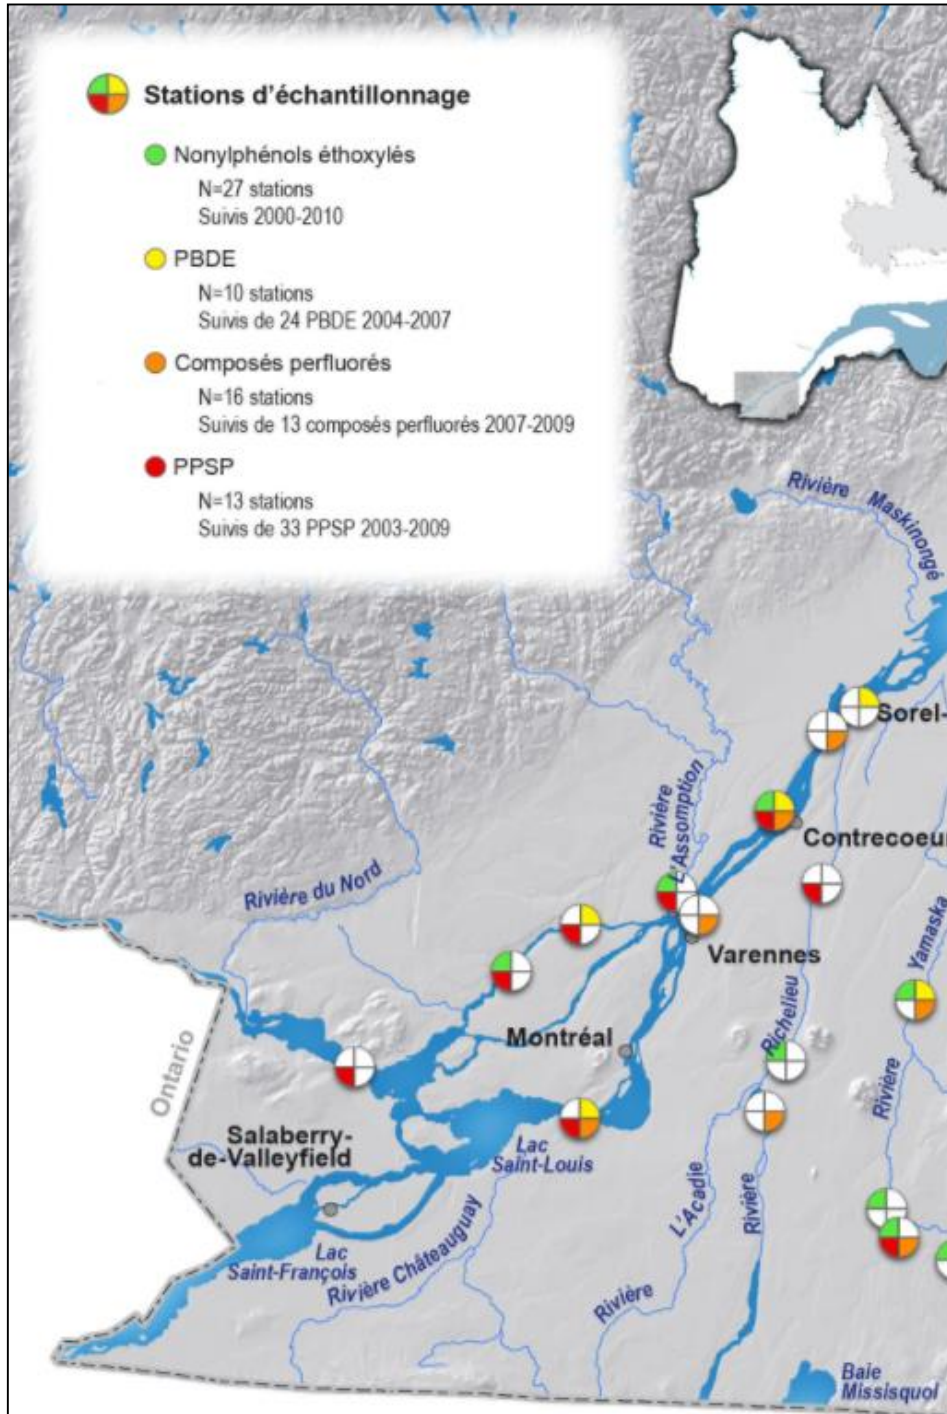 Stations d'échantillonnage
Nonylphénols éthoxylés
N=27 stations
Suivis 2000-2010
PBDE
N=10 stations
Suivis de 24 PBDE 2004-2007
Composés perfluorés
N=16 stations
Suivis de 13 composés perfluorés 2007-2009
PPSP
N=13 stations
Suivis de 33 PPSP 2003-2009
Rivière Maskinongé
Sorel-
Rivière
L'Assomption
Contrecoeur
Rivière du Nord
Varennes
Yamaska
Rivière
Richelieu
Rivière
Montréal
Ontario
Salaberry-
de-Valleyfield
Lac
Saint-Louis
L'Acadie
Rivière
Lac
Saint-François
Rivière Châteauguay
Baie
Missisquoi